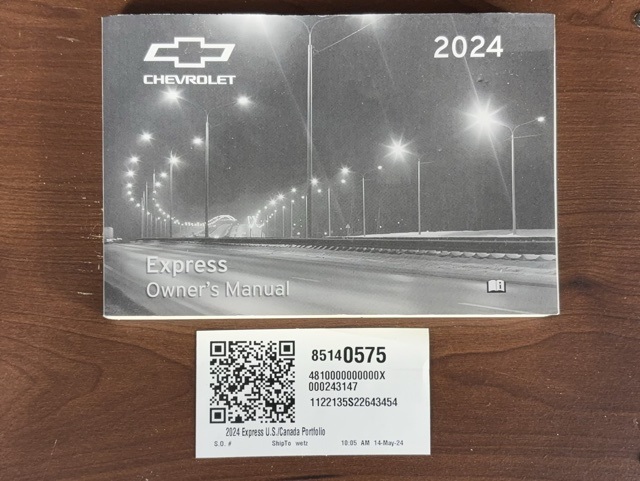 CHEVROLET
2024
Express
Owner's Manual
85140575
4810000000000X
000243147
1122135S22643454
2024 Express U.S./Canada Portfolio
S.O. # ShipTo wetz 10:05 AM 14-May-24